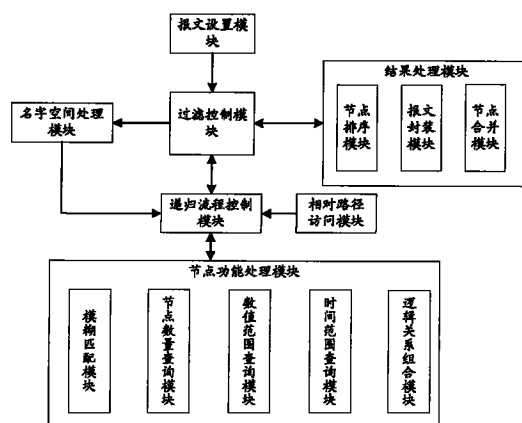 报文设置模
块
结果处理模块
节点排序模块
报文封装模块
节点合并模块
名字空间处理
模块
过滤控制模
块
递归流程控制
模块
相对路径
访问模块
节点功能处理模块
模糊匹配模块
节点数量查询模块
数值范围查询模块
时间范围查询模块
逻辑关系组合模块